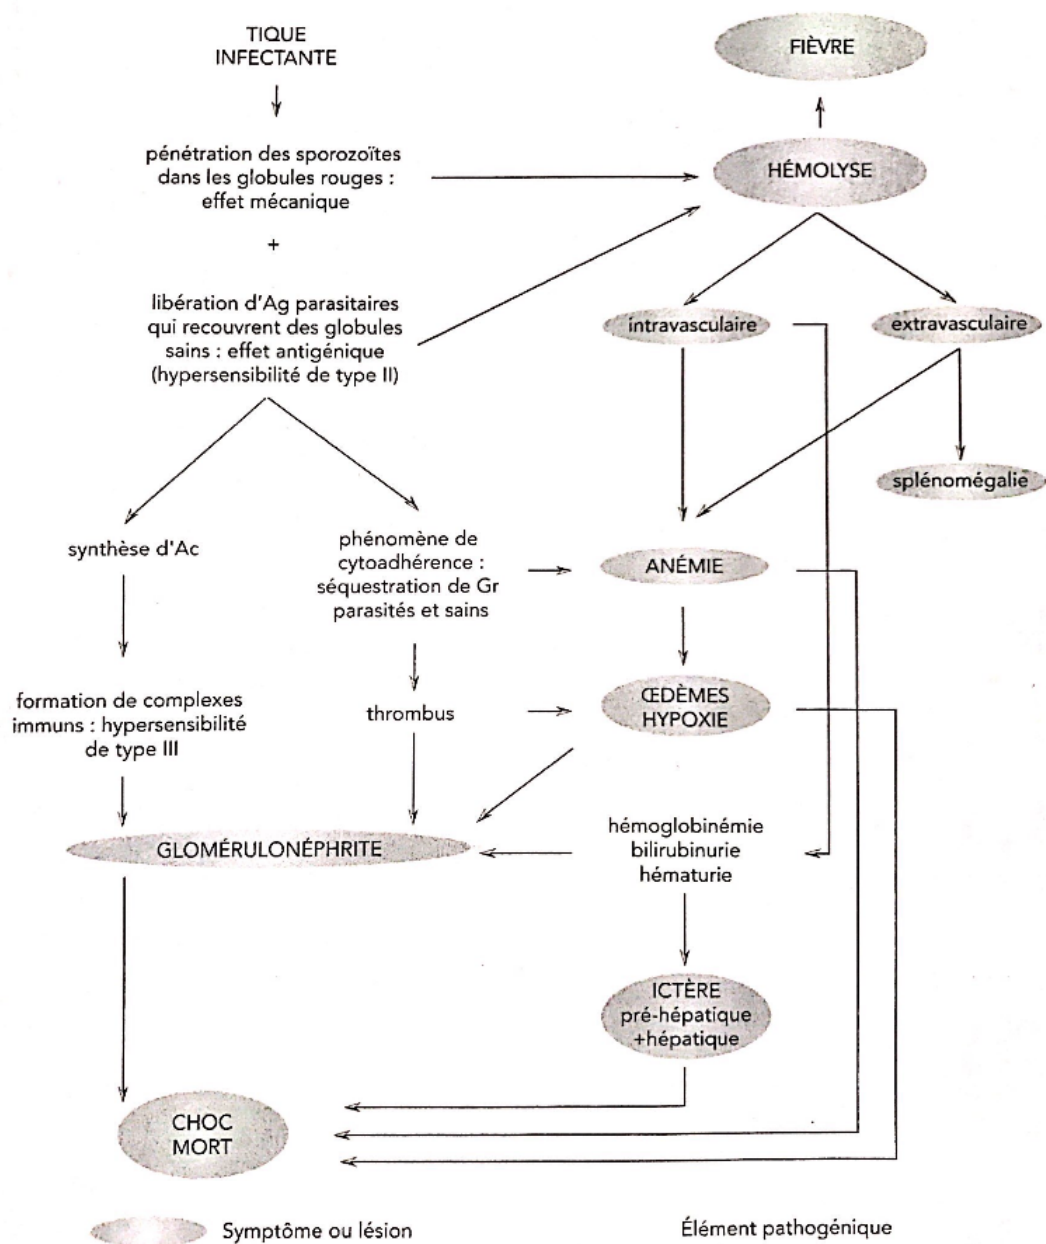 TIQUE
INFECTANTE
FIÈVRE
pénétration des sporozoïtes
dans les globules rouges :
effet mécanique
HÉMOLYSE
+
libération d'Ag parasitaires
qui recouvrent des globules
sains : effet antigénique
(hypersensibilité de type II)
intravasculaire
extravasculaire
splénomégalie
synthèse d'Ac
phénomène de
cytoadhérence :
séquestration de Gr
parasités et sains
ANÉMIE
formation de complexes
immuns : hypersensibilité
de type III
thrombus
ŒDÈMES
HYPOXIE
GLOMÉRULONÉPHRITE
hémoglobinémie
bilirubinurie
hématurie
ICTÈRE
pré-hépatique
+hépatique
CHOC
MORT
Symptôme ou lésion
Élément pathogénique